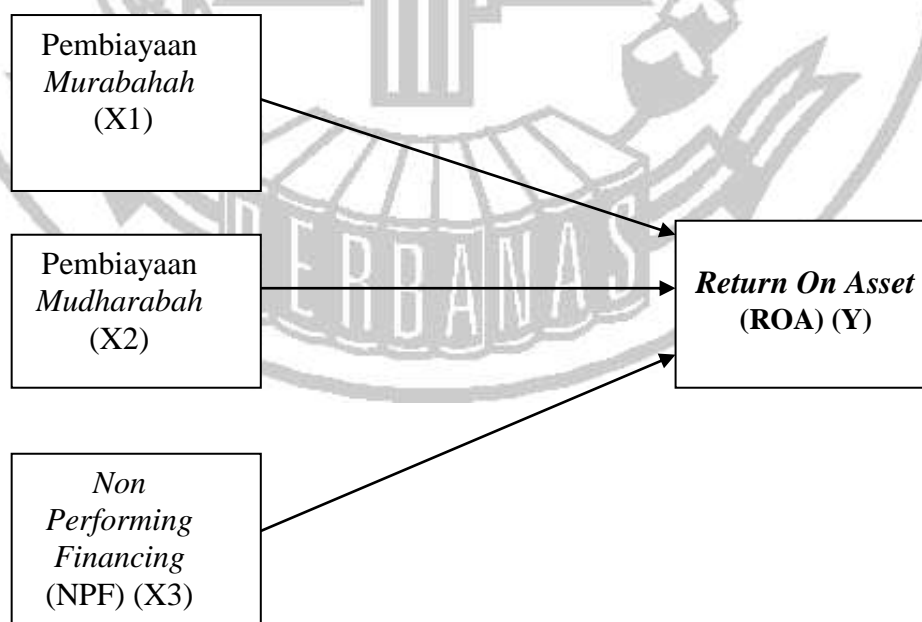 Pembiayaan
Murabahah
(X1)
Pembiayaan
Mudharabah
(X2)
Return On Asset
(ROA) (Y)
Non
Performing
Financing
(NPF) (X3)
PERBANAS